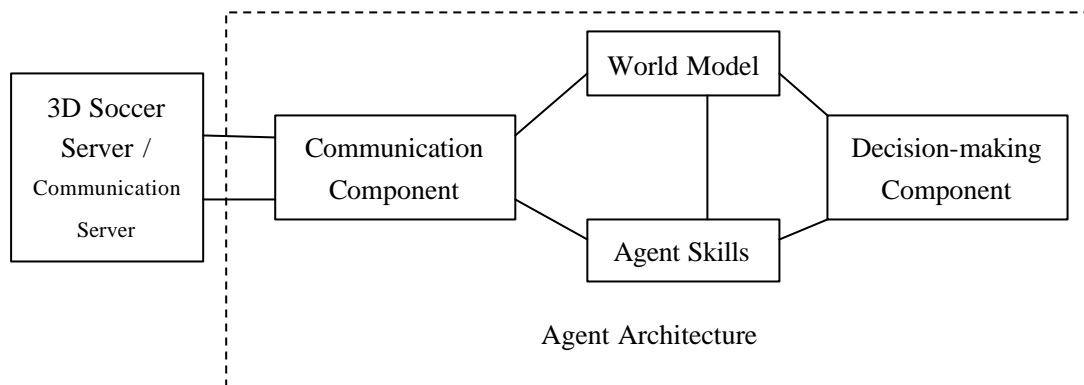 3D Soccer
Server /
Communication
Server
Communication
Component
World Model
Agent Skills
Decision-making
Component
Agent Architecture